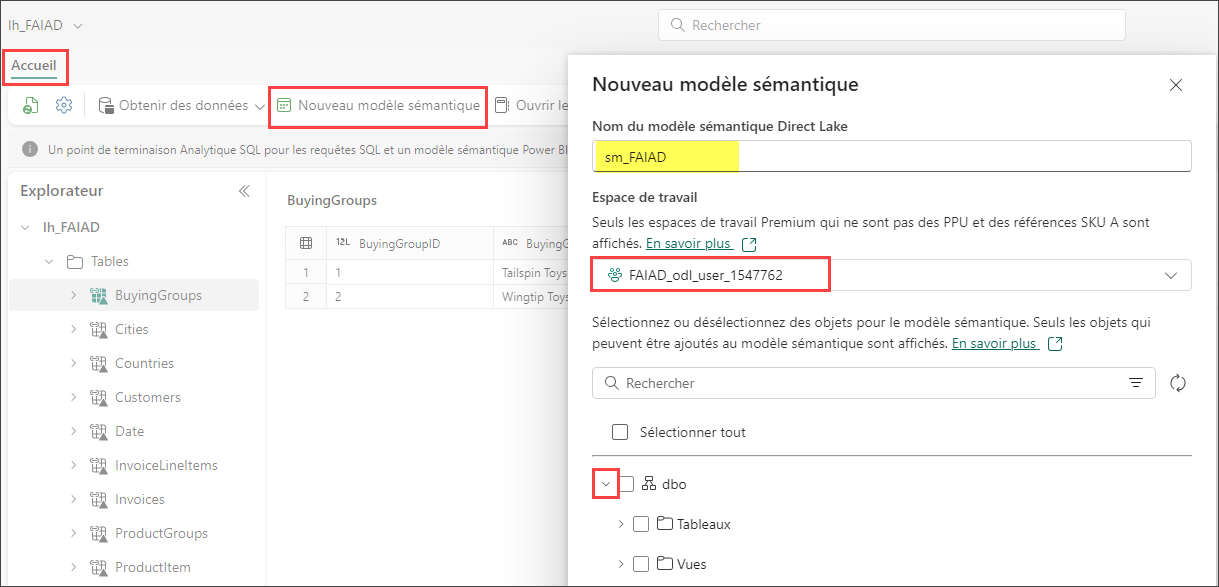 lh_FAIAD
Rechercher
Accueil
Obtenir des données
Nouveau modèle sémantique
Ouvrir le
Un point de terminaison Analytique SQL pour les requêtes SQL et un modèle sémantique Power BI
Explorateur
lh_FAIAD
Tables
BuyingGroups
Cities
Countries
Customers
Date
InvoiceLineItems
Invoices
ProductGroups
ProductItem
BuyingGroups
12L BuyingGroupID ABC BuyingG
1 1 Tailspin Toys
2 2 Wingtip Toys
Nouveau modèle sémantique
Nom du modèle sémantique Direct Lake
sm_FAIAD
Espace de travail
Seuls les espaces de travail Premium qui ne sont pas des PPU et des références SKU A sont
affichés. En savoir plus
FAIAD_odl_user_1547762
Sélectionnez ou désélectionnez des objets pour le modèle sémantique. Seuls les objets qui
peuvent être ajoutés au modèle sémantique sont affichés. En savoir plus
Rechercher
Sélectionner tout
dbo
Tableaux
Vues